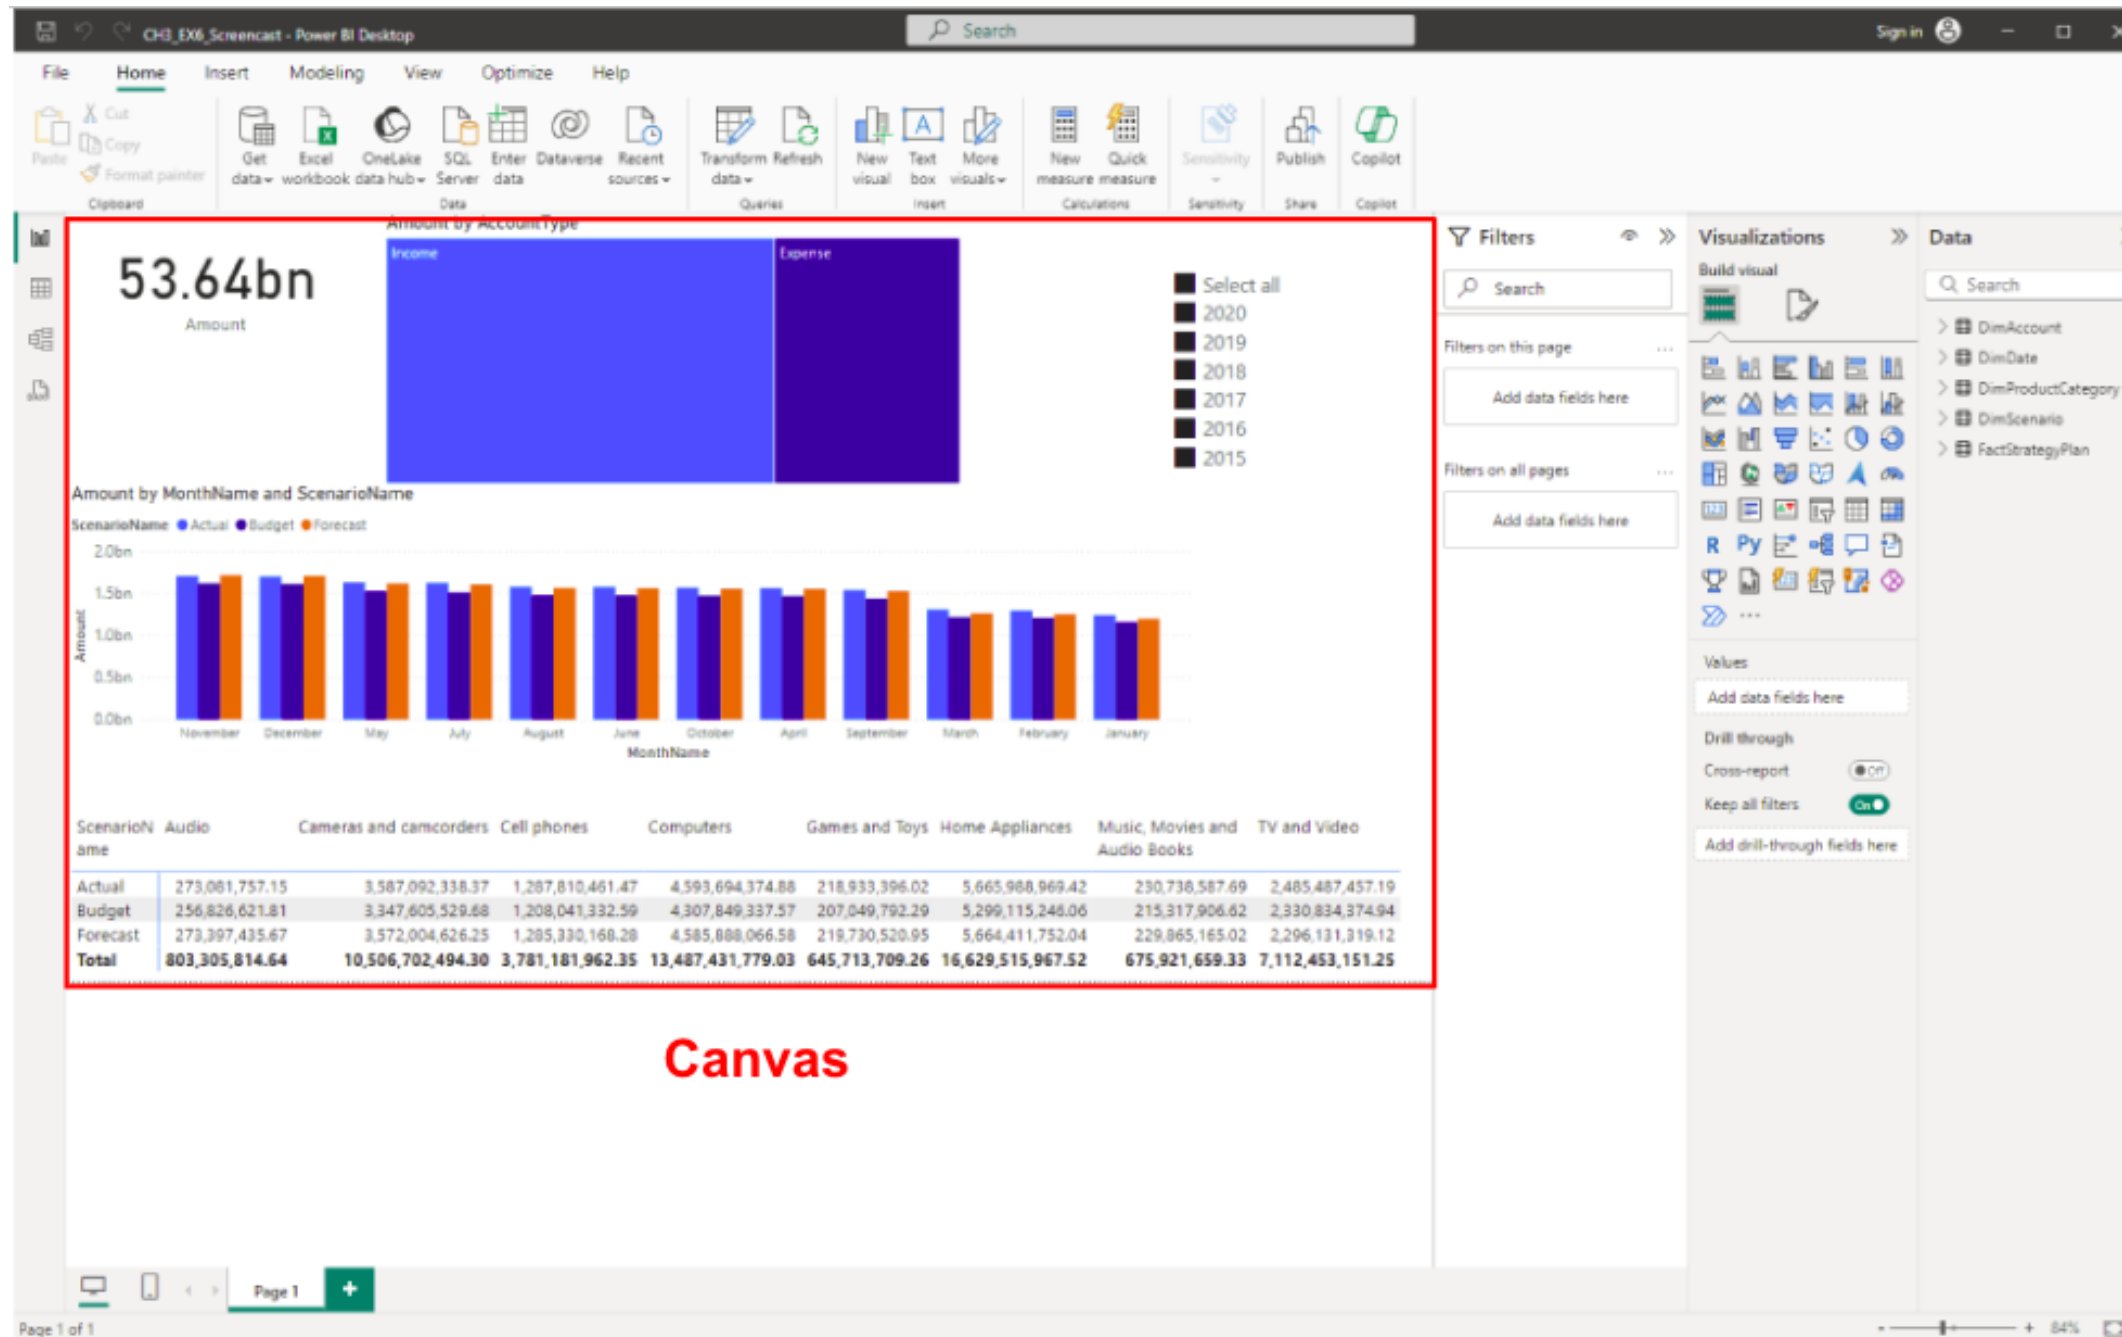 CH3_EX6_Screencast - Power BI Desktop
Search
Sign in
File Home Insert Modeling View Optimize Help
Paste
Cut
Copy
Format painter
Clipboard
Get data
Excel workbook
OneLake data hub
SQL Server
Enter data
Dataverse
Recent sources
Data
Transform data
Refresh
Queries
New visual
Text box
More visuals
Insert
New measure
Quick measure
Calculations
Sensitivity
Sensitivity
Publish
Share
Copilot
Copilot
53.64bn
Amount
Amount by AccountType
Income
Expense
Select all
2020
2019
2018
2017
2016
2015
Amount by MonthName and ScenarioName
ScenarioName Actual Budget Forecast
2.0bn
1.5bn
1.0bn
0.5bn
0.0bn
Amount
November December May July August June October April September March February January
MonthName
ScenarioN Audio Cameras and camcorders Cell phones Computers Games and Toys Home Appliances Music, Movies and TV and Video
ame Audio Books
Actual 273,081,757.15 3,587,092,338.37 1,287,810,461.47 4,593,694,374.88 218,933,396.02 5,665,988,969.42 230,738,587.69 2,485,487,457.19
Budget 256,826,621.81 3,347,605,529.68 1,208,041,332.59 4,307,849,337.57 207,049,792.29 5,299,115,246.06 215,317,906.62 2,330,834,374.94
Forecast 273,397,435.67 3,572,004,626.25 1,285,330,168.28 4,585,888,066.58 219,730,520.95 5,664,411,752.04 229,865,165.02 2,296,131,319.12
Total 803,305,814.64 10,506,702,494.30 3,781,181,962.35 13,487,431,779.03 645,713,709.26 16,629,515,967.52 675,921,659.33 7,112,453,151.25
Canvas
Filters
Search
Filters on this page
Add data fields here
Filters on all pages
Add data fields here
Visualizations
Build visual
123
R Py
Values
Add data fields here
Drill through
Cross-report Off
Keep all filters On
Add drill-through fields here
Data
Search
DimAccount
DimDate
DimProductCategory
DimScenario
FactStrategyPlan
Page 1
Page 1 of 1
84%